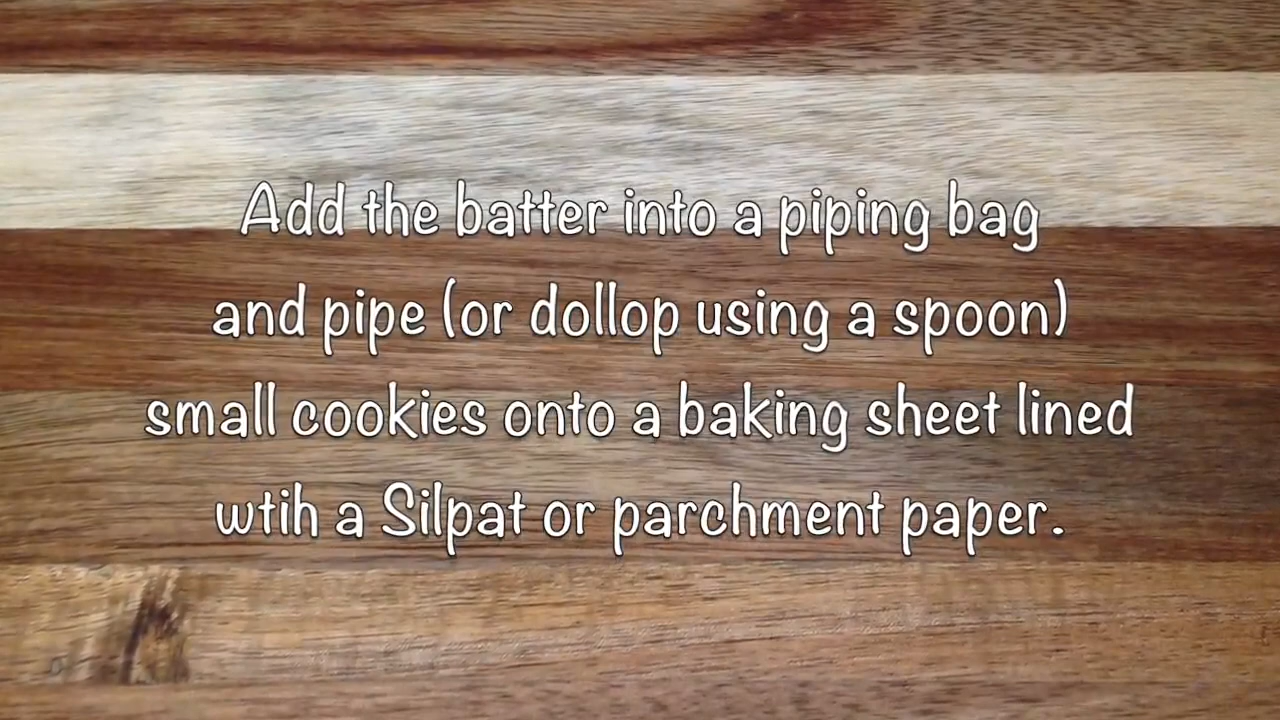 Add the batter into a piping bag
and pipe (or dollop using a spoon)
small cookies onto a baking sheet lined
wtih a Silpat or parchment paper.